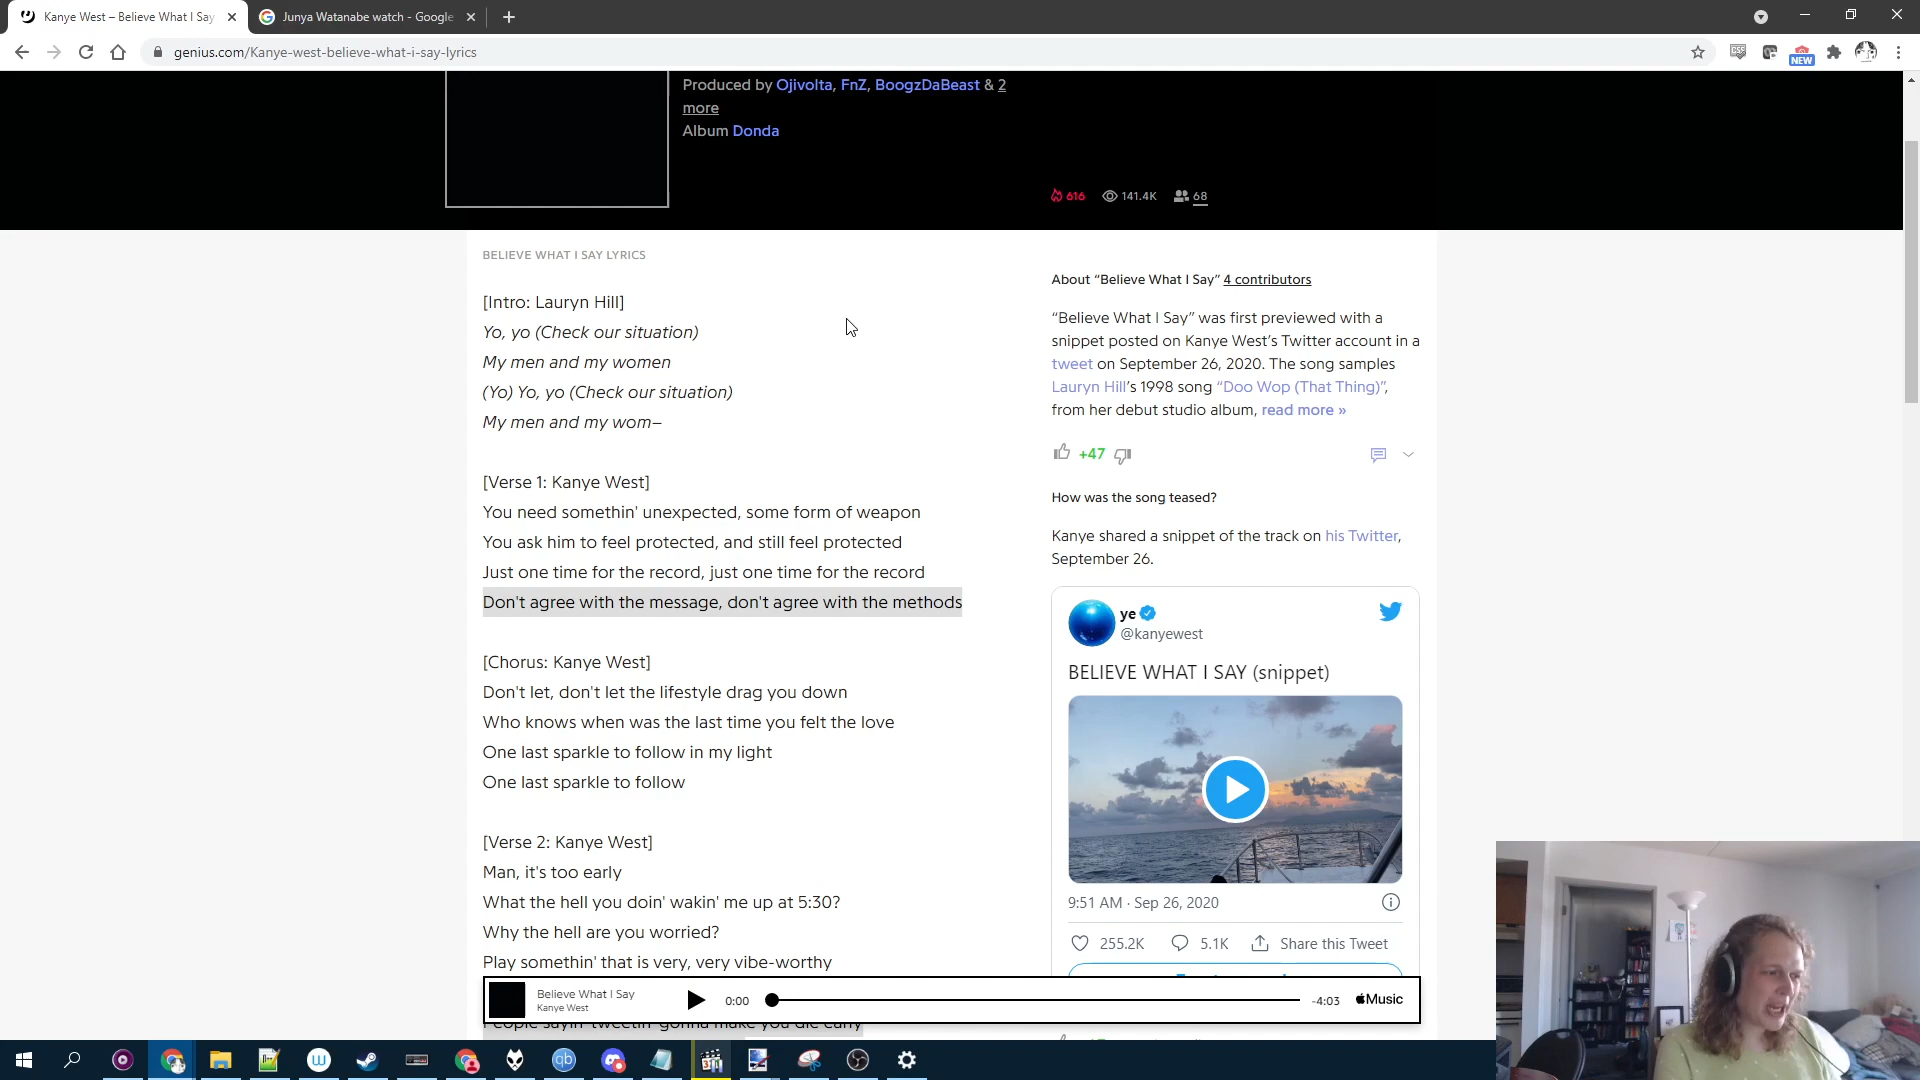 Kanye West – Believe What I Say
Junya Watanabe watch - Google
genius.com/Kanye-west-believe-what-i-say-lyrics
NEW
Produced by Ojivolta, FnZ, BoogzDaBeast & 2
more
Album Donda
616 141.4K 68
BELIEVE WHAT I SAY LYRICS
[Intro: Lauryn Hill]
Yo, yo (Check our situation)
My men and my women
(Yo) Yo, yo (Check our situation)
My men and my wom–
[Verse 1: Kanye West]
You need somethin' unexpected, some form of weapon
You ask him to feel protected, and still feel protected
Just one time for the record, just one time for the record
Don't agree with the message, don't agree with the methods
[Chorus: Kanye West]
Don't let, don't let the lifestyle drag you down
Who knows when was the last time you felt the love
One last sparkle to follow in my light
One last sparkle to follow
[Verse 2: Kanye West]
Man, it's too early
What the hell you doin' wakin' me up at 5:30?
Why the hell are you worried?
Play somethin' that is very, very vibe-worthy
People sayin' tweetin' gonna make you die early
About “Believe What I Say” 4 contributors
“Believe What I Say” was first previewed with a
snippet posted on Kanye West’s Twitter account in a
tweet on September 26, 2020. The song samples
Lauryn Hill’s 1998 song “Doo Wop (That Thing)”,
from her debut studio album, read more »
+47
How was the song teased?
Kanye shared a snippet of the track on his Twitter,
September 26.
ye
@kanyewest
BELIEVE WHAT I SAY (snippet)
9:51 AM · Sep 26, 2020
255.2K 5.1K Share this Tweet
Believe What I Say
Kanye West
0:00
-4:03
Music
qb